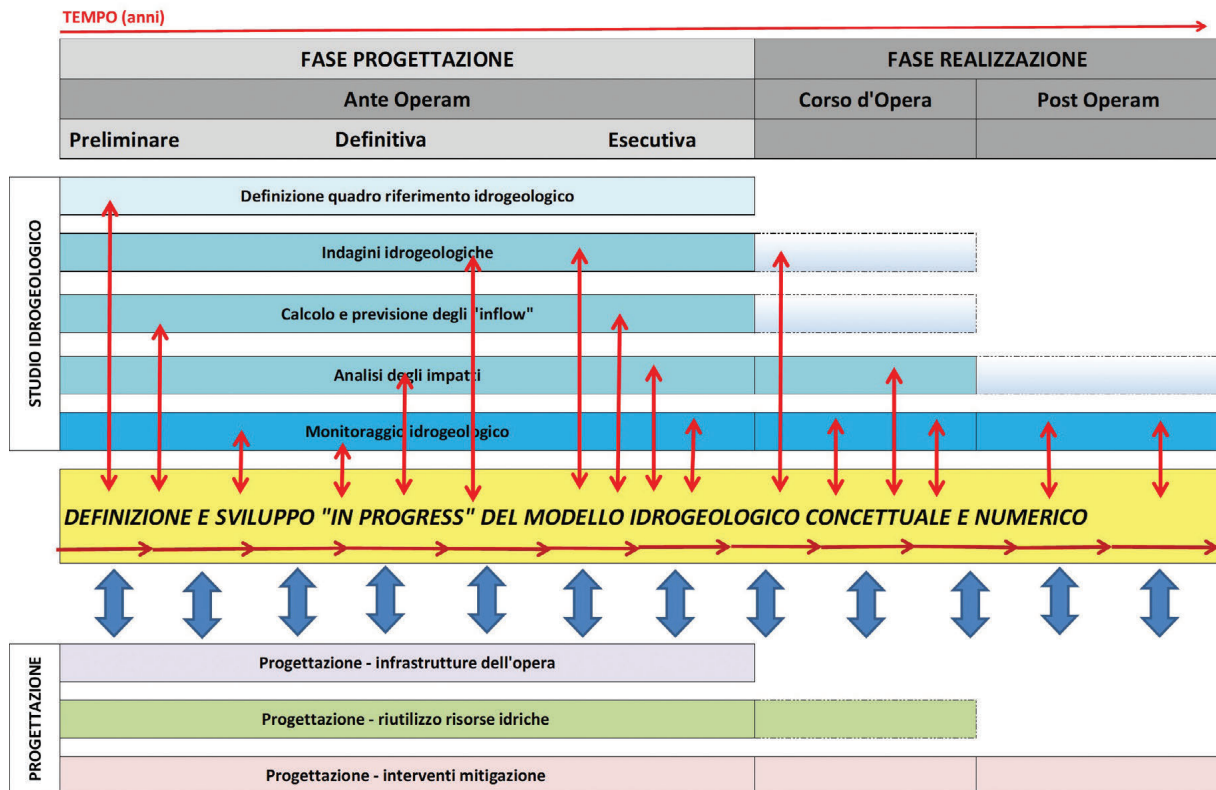 TEMPO (anni)
FASE PROGETTAZIONE
FASE REALIZZAZIONE
Ante Operam
Corso d'Opera
Post Operam
Preliminare
Definitiva
Esecutiva
STUDIO IDROGEOLOGICO
Definizione quadro riferimento idrogeologico
Indagini idrogeologiche
Calcolo e previsione degli "inflow"
Analisi degli impatti
Monitoraggio idrogeologico
DEFINIZIONE E SVILUPPO "IN PROGRESS" DEL MODELLO IDROGEOLOGICO CONCETTUALE E NUMERICO
PROGETTAZIONE
Progettazione - infrastrutture dell'opera
Progettazione - riutilizzo risorse idriche
Progettazione - interventi mitigazione